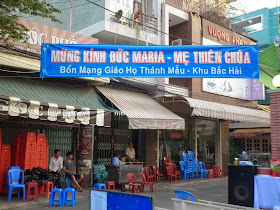 MỪNG KÍNH ĐỨC MARIA - MẸ THIÊN CHÚA
Bổn Mạng Giáo Họ Thánh Mẫu - Khu Bắc Hải